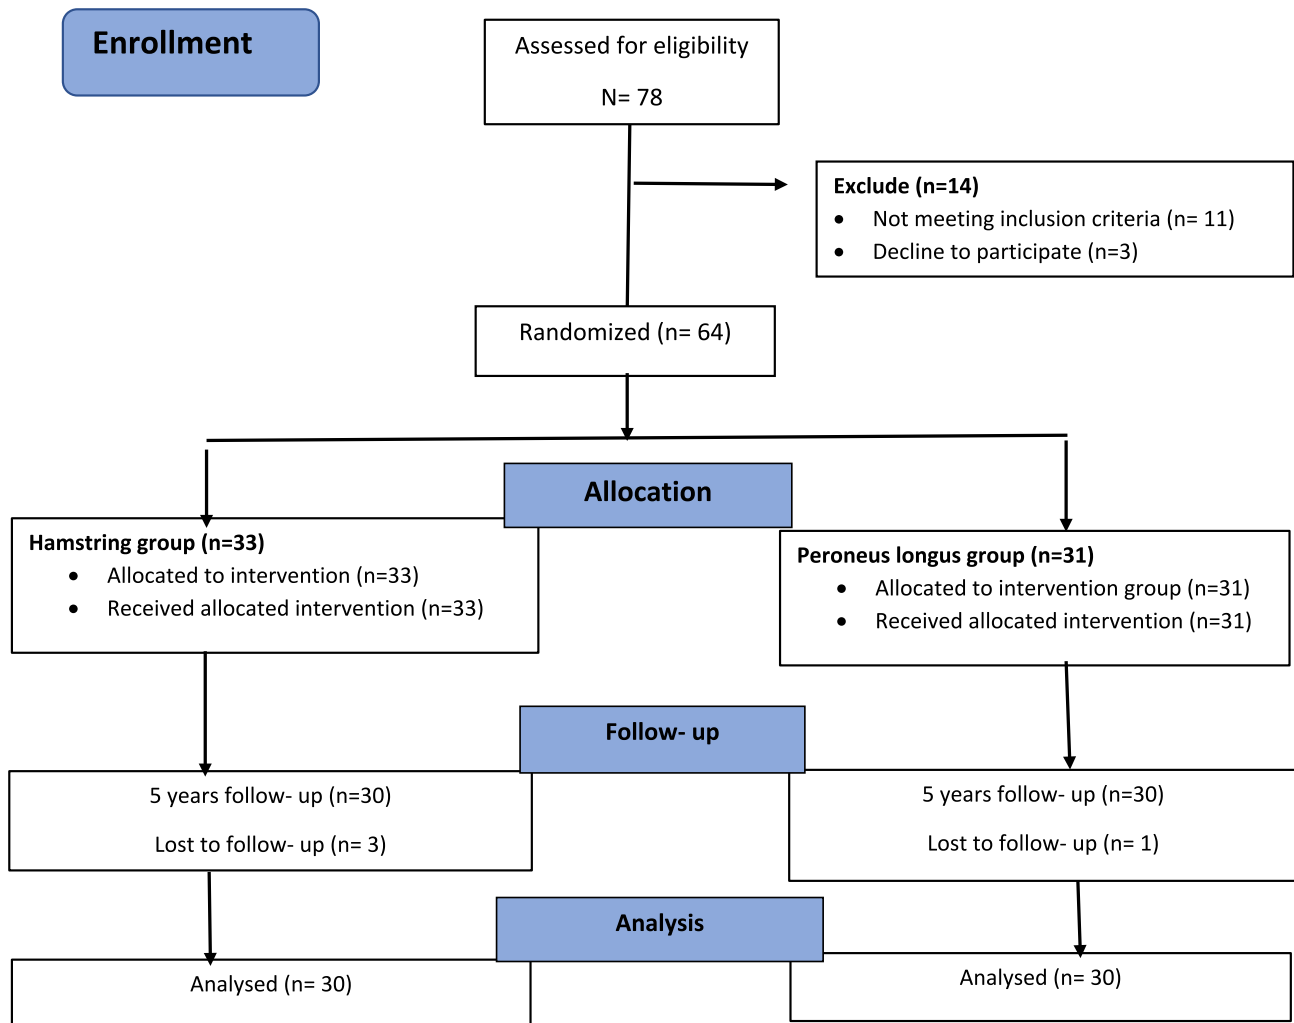 Enrollment
Assessed for eligibility
N= 78
Exclude (n=14)
• Not meeting inclusion criteria (n= 11)
• Decline to participate (n=3)
Randomized (n= 64)
Allocation
Hamstring group (n=33)
• Allocated to intervention (n=33)
• Received allocated intervention (n=33)
Peroneus longus group (n=31)
• Allocated to intervention group (n=31)
• Received allocated intervention (n=31)
Follow- up
5 years follow- up (n=30)
Lost to follow- up (n= 3)
5 years follow- up (n=30)
Lost to follow- up (n= 1)
Analysis
Analysed (n= 30)
Analysed (n= 30)